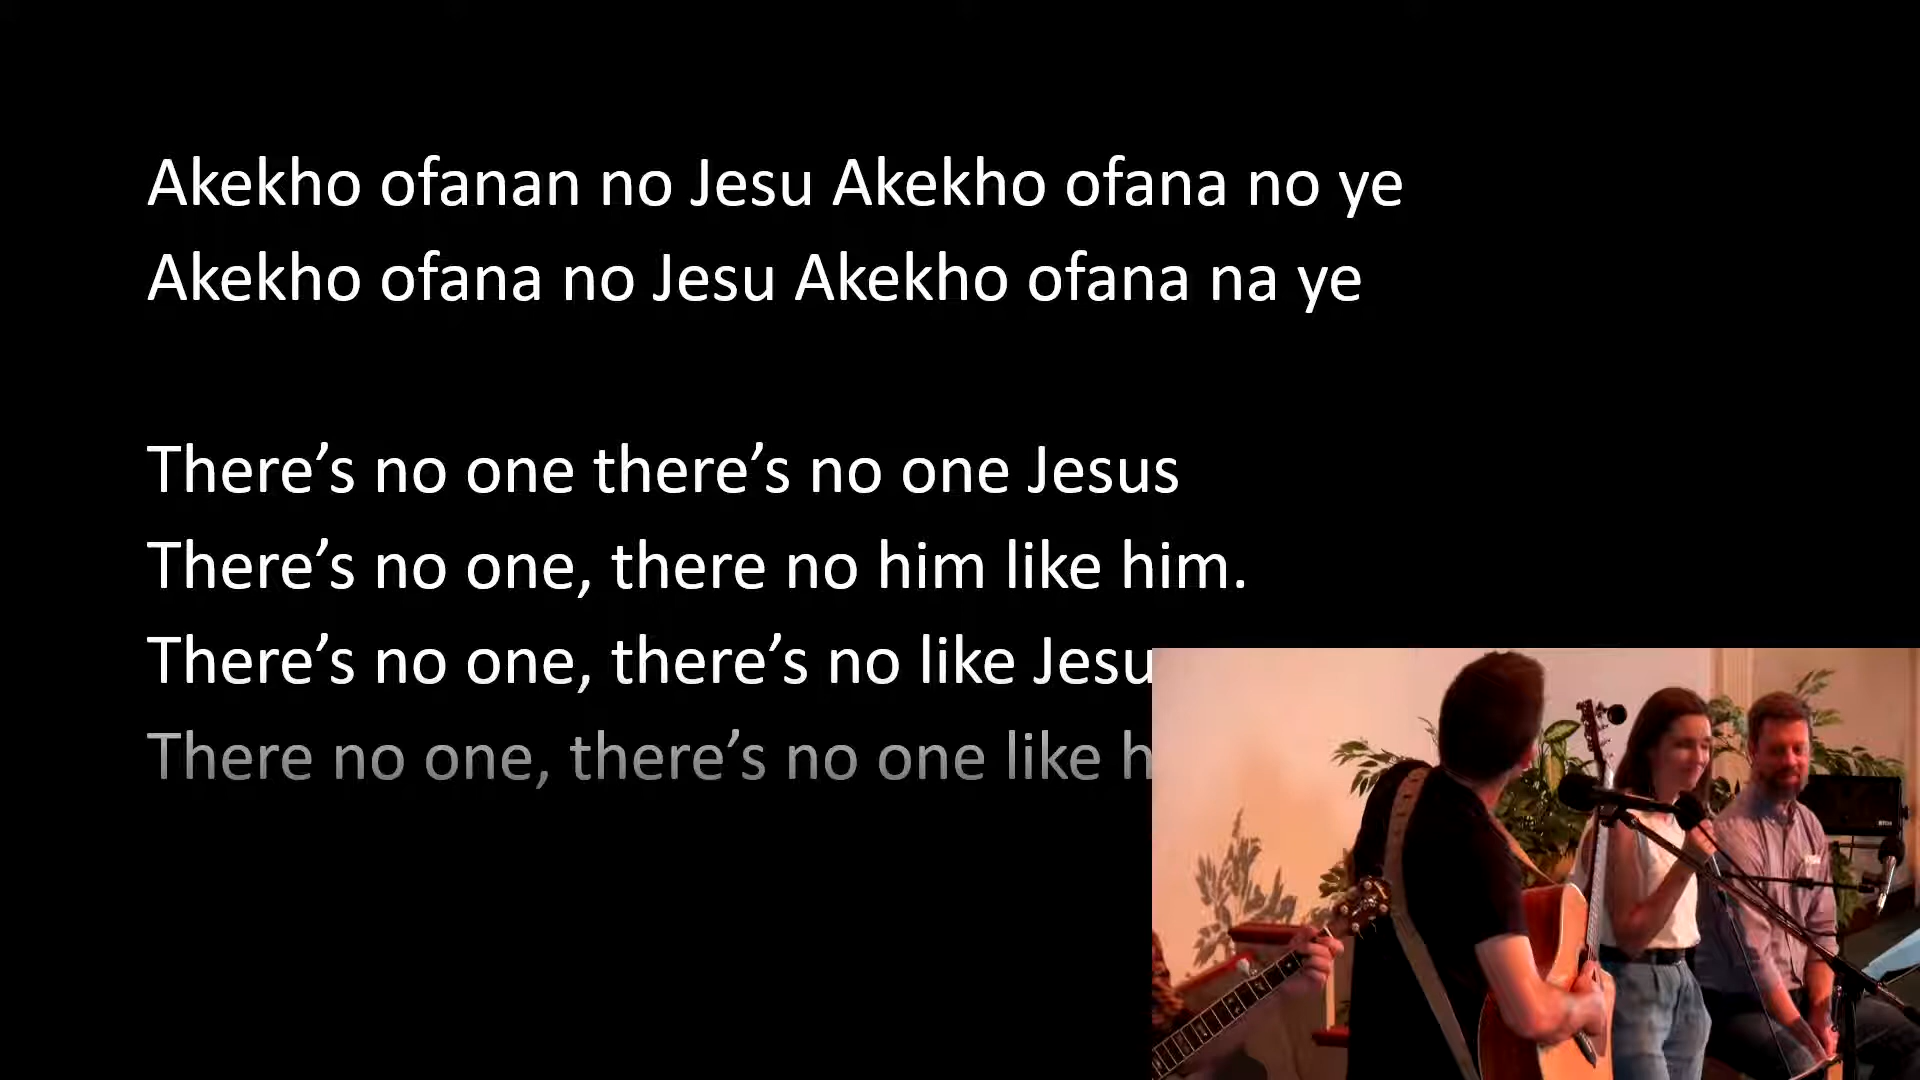 Akekho ofanan no Jesu Akekho ofana no ye
Akekho ofana no Jesu Akekho ofana na ye
There’s no one there’s no one Jesus
There’s no one, there no him like him.
There’s no one, there’s no like Jesu
There no one, there’s no one like h